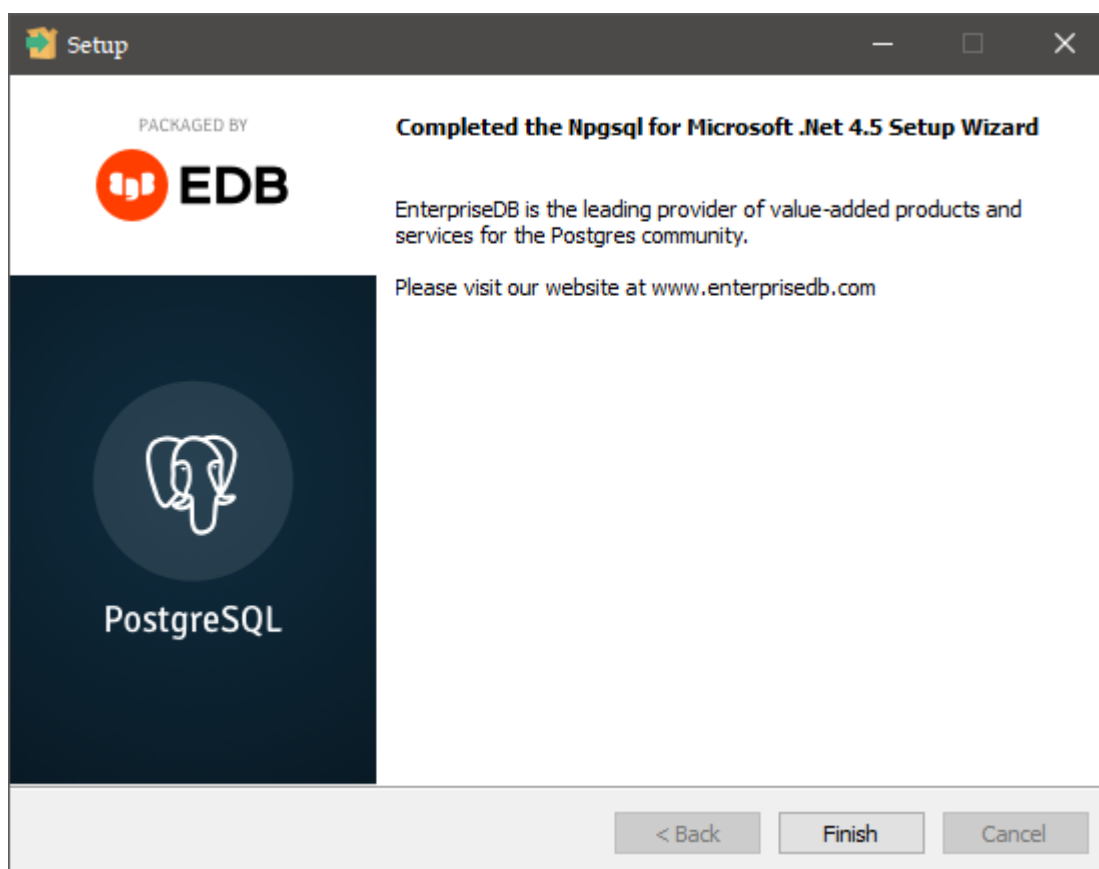 Setup
PACKAGED BY
EDB
Completed the Npgsql for Microsoft .Net 4.5 Setup Wizard
EnterpriseDB is the leading provider of value-added products and
services for the Postgres community.
Please visit our website at www.enterprisedb.com
PostgreSQL
< Back
Finish
Cancel